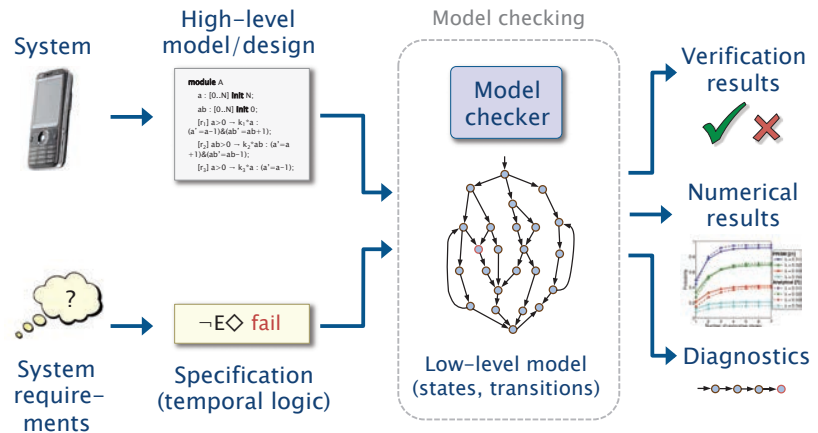 Model checking
System
High-level
model/design
module A
a : [0..N] init N;
ab : [0..N] init 0;
[r1] a>0 → k1*a :
(a'=a-1)&(ab'=ab+1);
[r2] ab>0 → k2*ab : (a'=a
+1)&(ab'=ab-1);
[r3] a>0 → k3*a : (a'=a-1);
Model
checker
Verification
results
Numerical
results
?
¬E◇ fail
System
require-
ments
Specification
(temporal logic)
Low-level model
(states, transitions)
Diagnostics